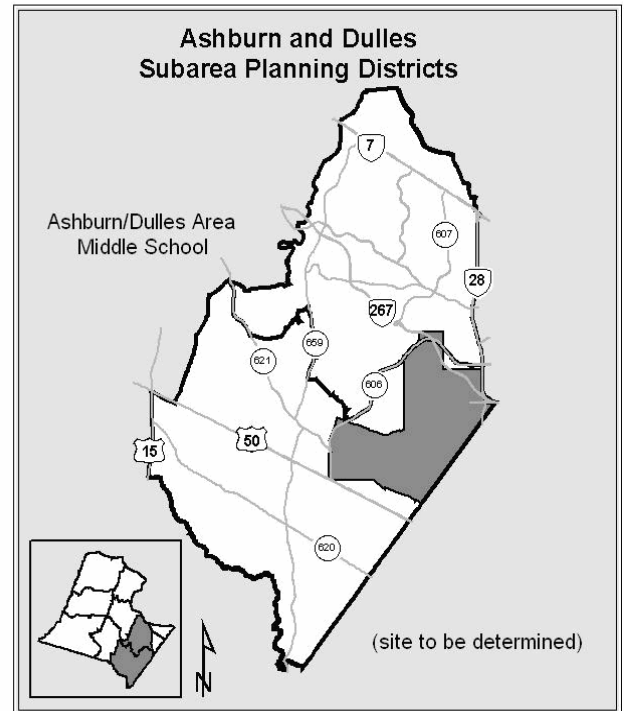 Ashburn and Dulles
Subarea Planning Districts
7
Ashburn/Dulles Area
Middle School
607
28
267
659
621
606
50
15
620
(site to be determined)
N